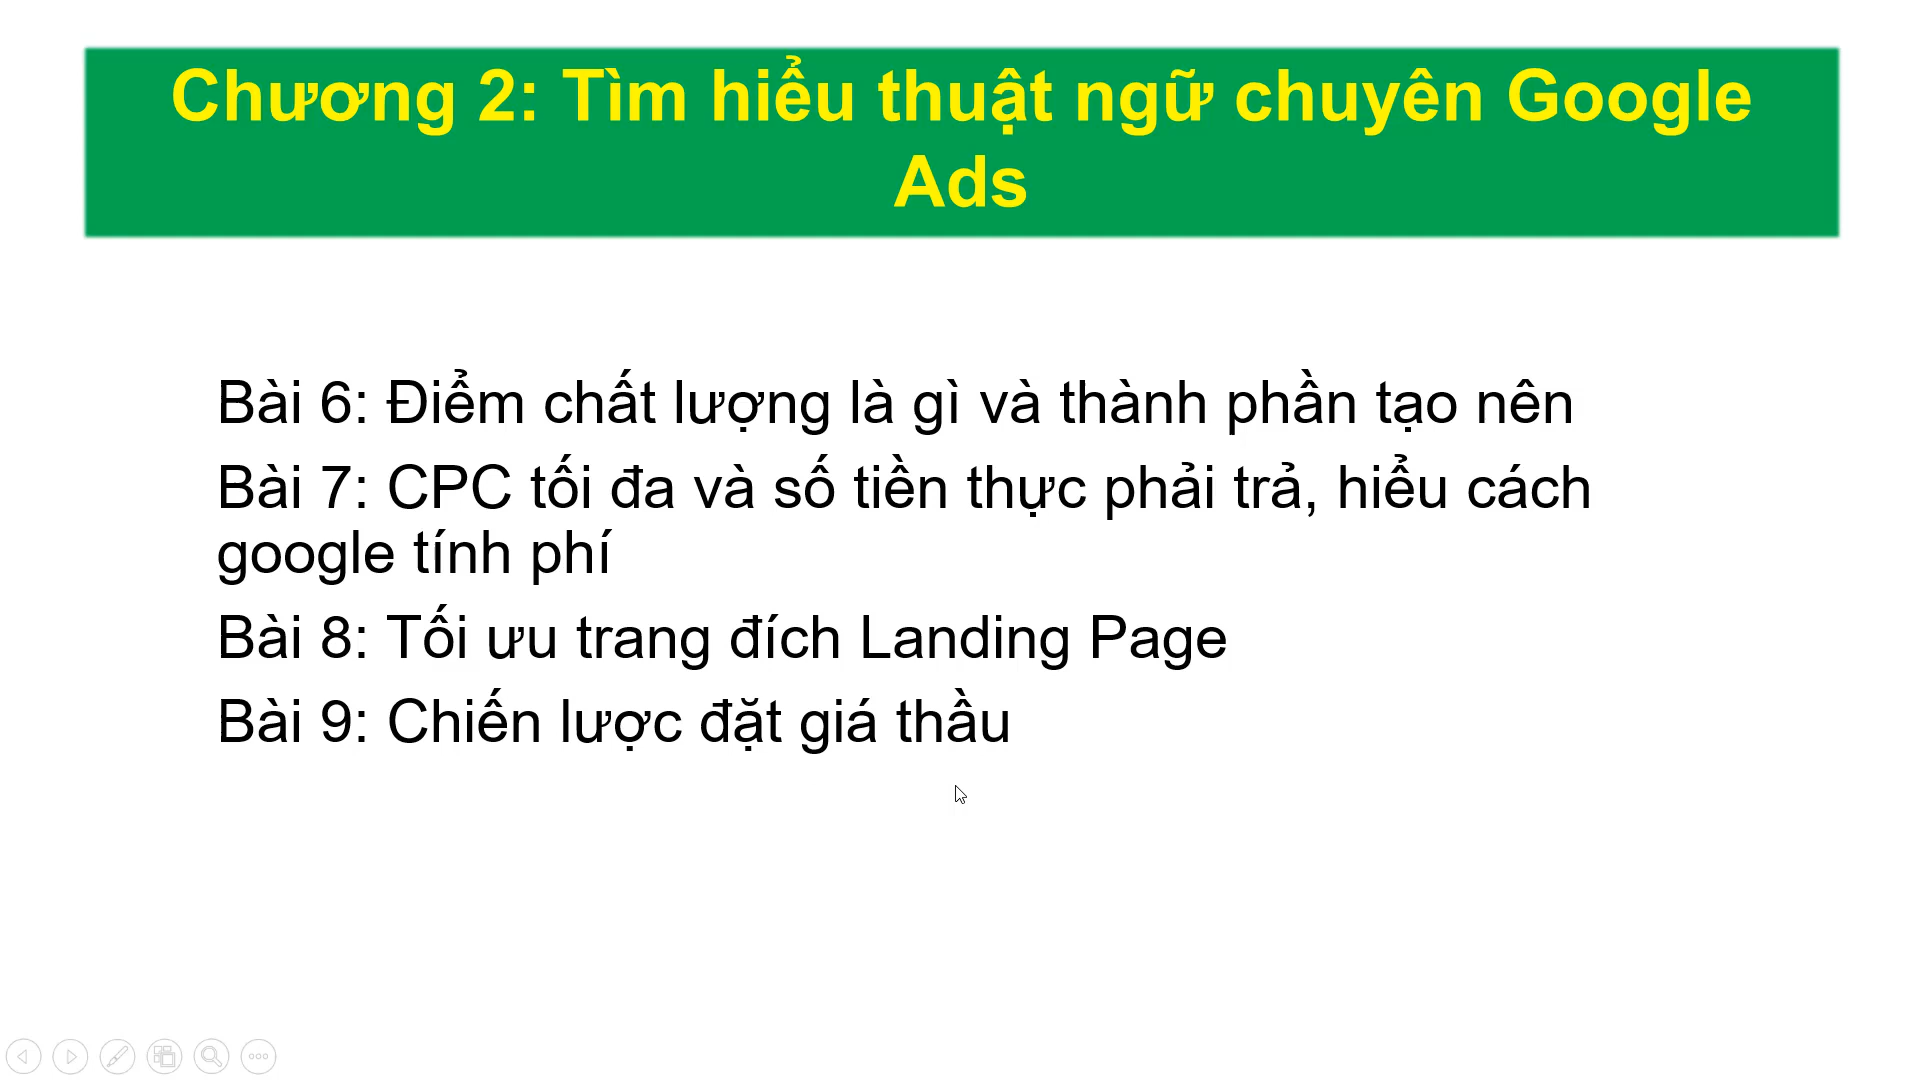 Chương 2: Tìm hiểu thuật ngữ chuyên Google
Ads
Bài 6: Điểm chất lượng là gì và thành phần tạo nên
Bài 7: CPC tối đa và số tiền thực phải trả, hiểu cách
google tính phí
Bài 8: Tối ưu trang đích Landing Page
Bài 9: Chiến lược đặt giá thầu